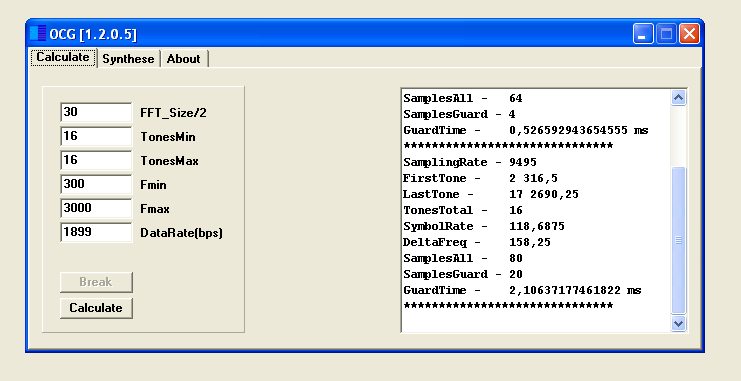 OCG [1.2.0.5]
Calculate Synthese About
30 FFT_Size/2
16 TonesMin
16 TonesMax
300 Fmin
3000 Fmax
1899 DataRate(bps)
Break
Calculate
SamplesAll - 64
SamplesGuard - 4
GuardTime - 0,526592943654555 ms
******************************
SamplingRate - 9495
FirstTone - 2 316,5
LastTone - 17 2690,25
TonesTotal - 16
SymbolRate - 118,6875
DeltaFreq - 158,25
SamplesAll - 80
SamplesGuard - 20
GuardTime - 2,10637177461822 ms
******************************